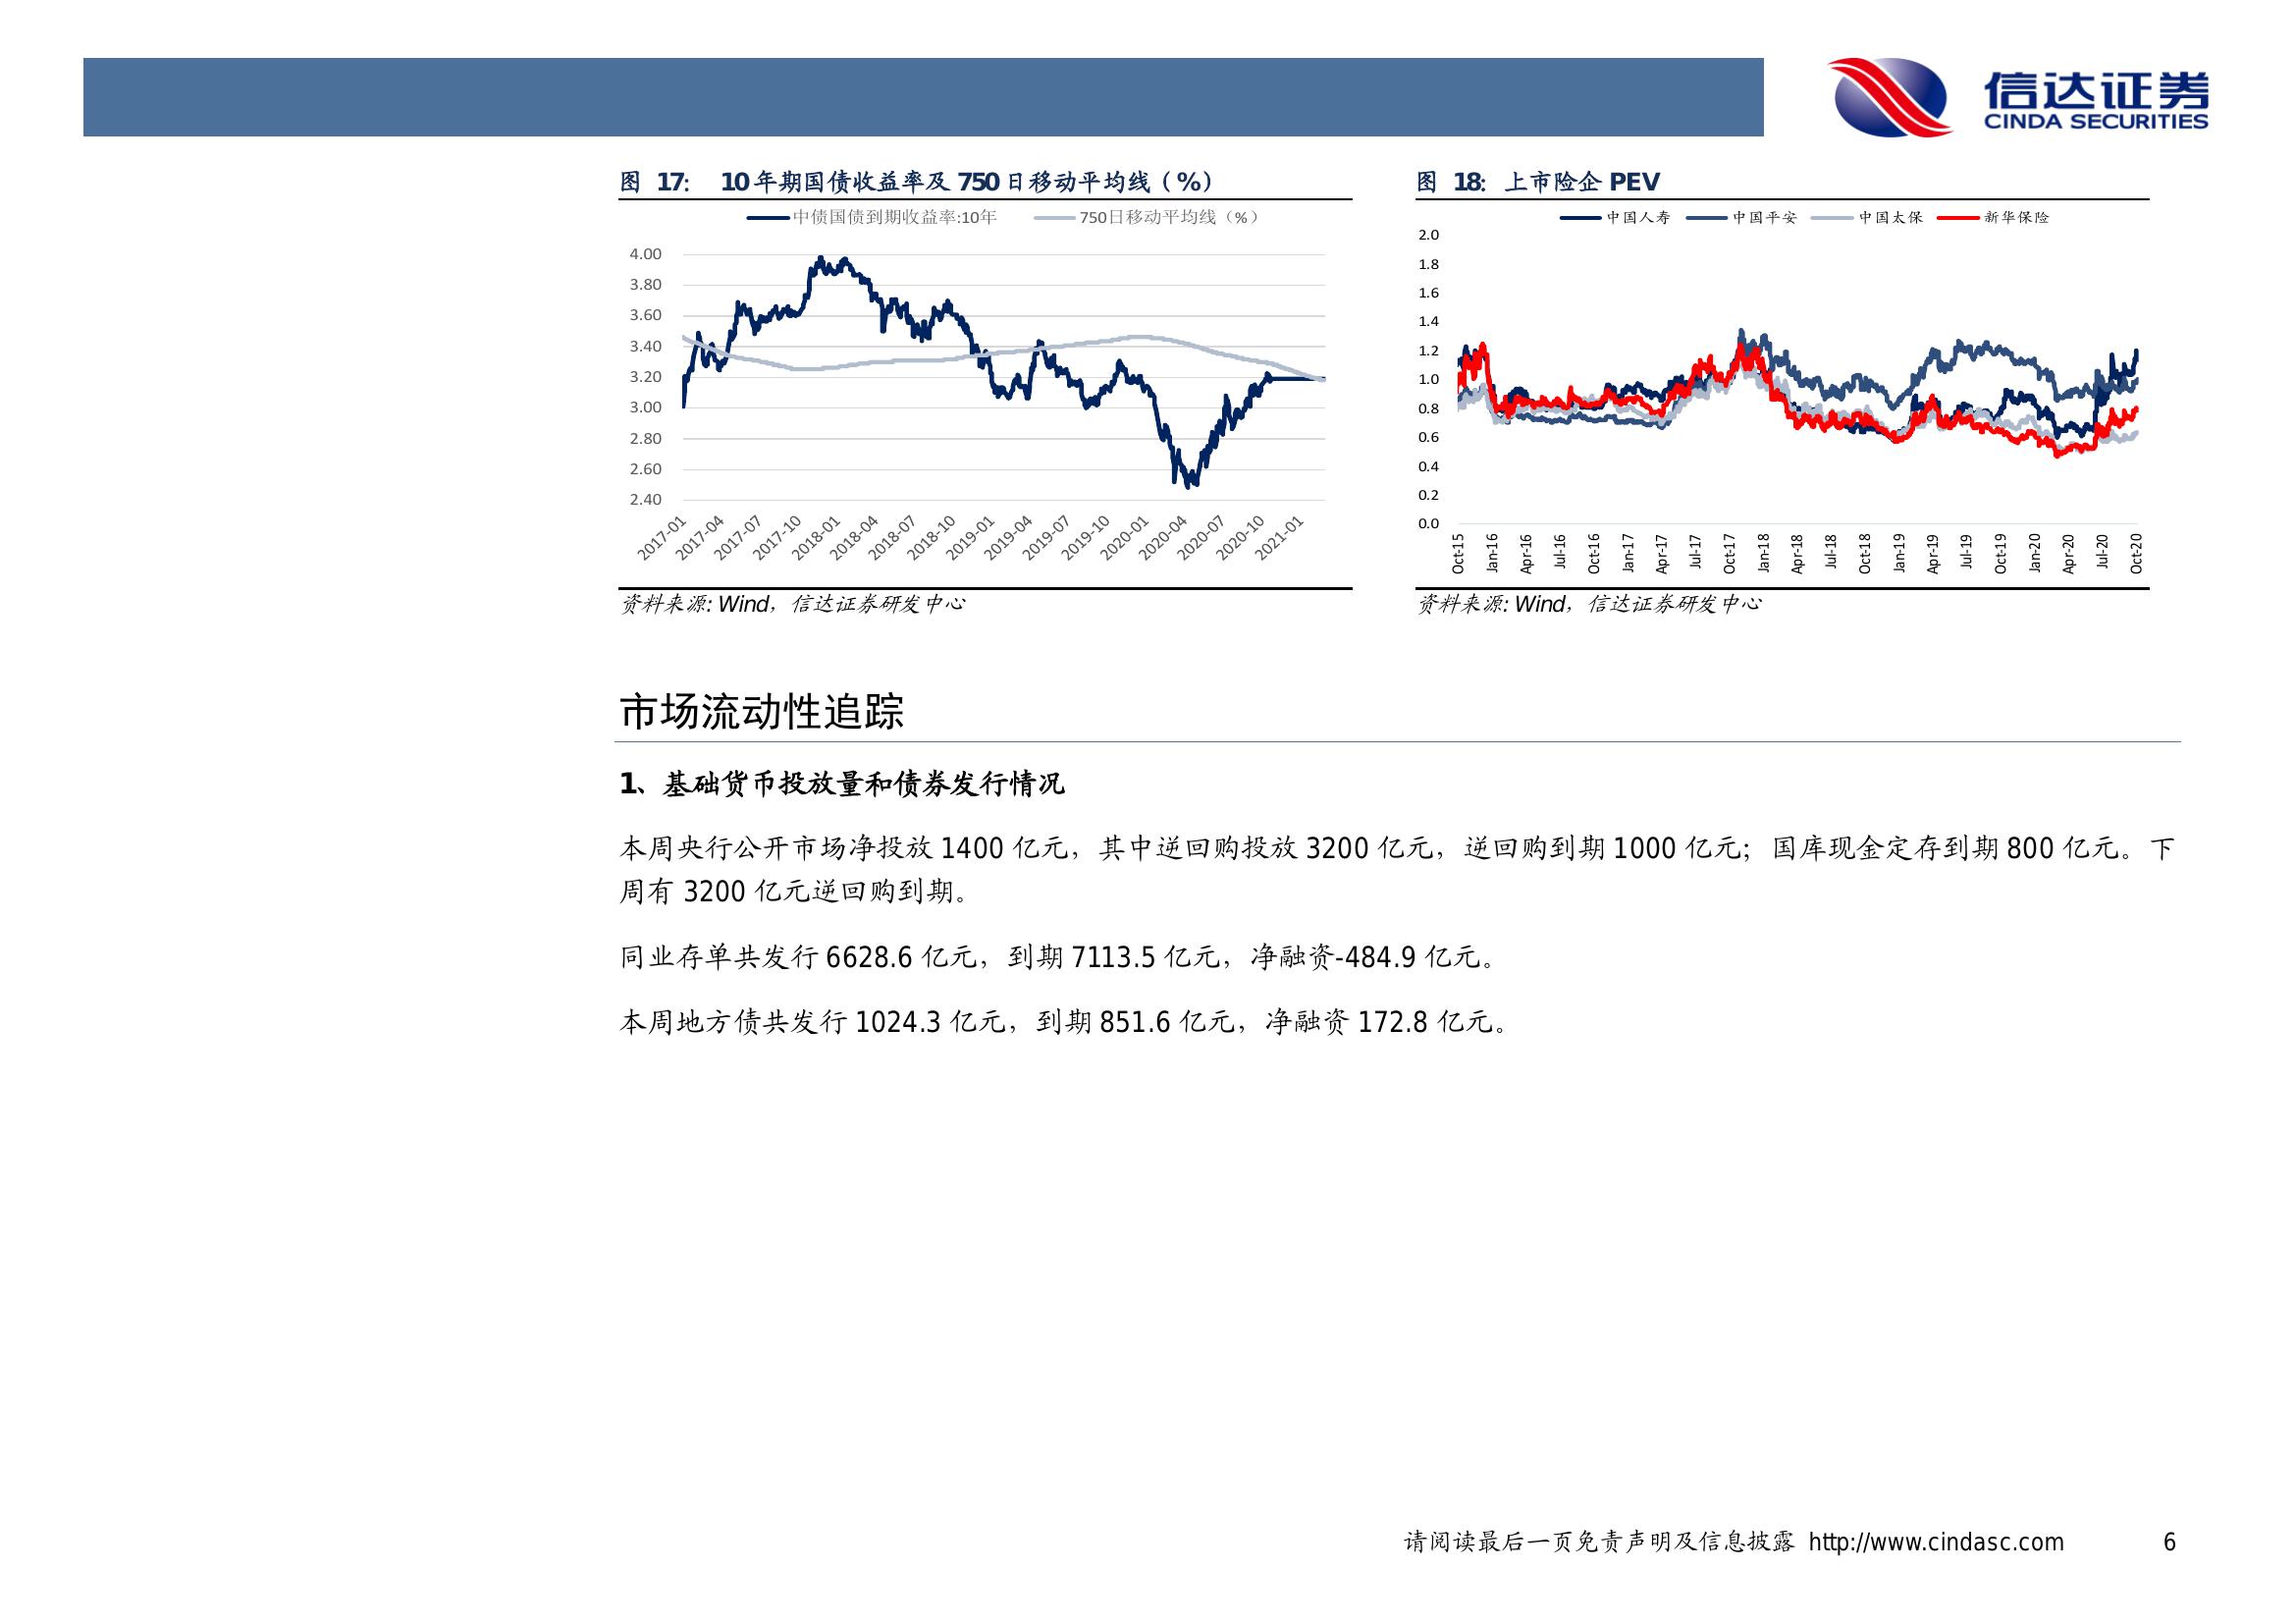 信达证券
CINDA SECURITIES
图 17： 10 年期国债收益率及 750 日移动平均线（%）
中债国债到期收益率:10年 750日移动平均线（%）
4.00
3.80
3.60
3.40
3.20
3.00
2.80
2.60
2.40
2017-01 2017-04 2017-07 2017-10 2018-01 2018-04 2018-07 2018-10 2019-01 2019-04 2019-07 2019-10 2020-01 2020-04 2020-07 2020-10 2021-01
资料来源: Wind，信达证券研发中心
图 18: 上市险企 PEV
中国人寿 中国平安 中国太保 新华保险
2.0
1.8
1.6
1.4
1.2
1.0
0.8
0.6
0.4
0.2
0.0
Oct-15 Jan-16 Apr-16 Jul-16 Oct-16 Jan-17 Apr-17 Jul-17 Oct-17 Jan-18 Apr-18 Jul-18 Oct-18 Jan-19 Apr-19 Jul-19 Oct-19 Jan-20 Apr-20 Jul-20 Oct-20
资料来源: Wind，信达证券研发中心
市场流动性追踪
1、基础货币投放量和债券发行情况
本周央行公开市场净投放 1400 亿元，其中逆回购投放 3200 亿元，逆回购到期 1000 亿元；国库现金定存到期 800 亿元。下
周有 3200 亿元逆回购到期。
同业存单共发行 6628.6 亿元，到期 7113.5 亿元，净融资-484.9 亿元。
本周地方债共发行 1024.3 亿元，到期 851.6 亿元，净融资 172.8 亿元。
请阅读最后一页免责声明及信息披露 http://www.cindasc.com 6